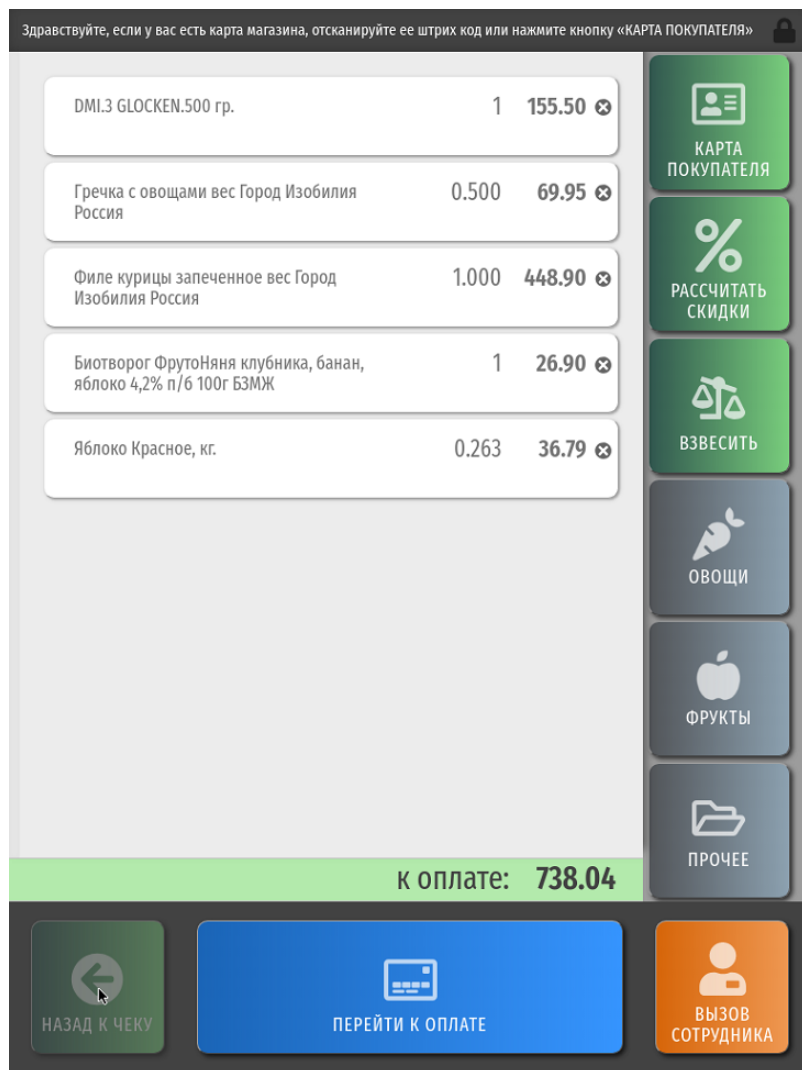 Здравствуйте, если у вас есть карта магазина, отсканируйте ее штрих код или нажмите кнопку «КАРТА ПОКУПАТЕЛЯ»
DMI.3 GLOCKEN.500 гр. 1 155.50
Гречка с овощами вес Город Изобилия 0.500 69.95
Россия
Филе курицы запеченное вес Город 1.000 448.90
Изобилия Россия
Биотворог ФрутоНяня клубника, банан, 1 26.90
яблоко 4,2% п/б 100г БЗМЖ
Яблоко Красное, кг. 0.263 36.79
к оплате: 738.04
КАРТА
ПОКУПАТЕЛЯ
РАССЧИТАТЬ
СКИДКИ
ВЗВЕСИТЬ
ОВОЩИ
ФРУКТЫ
ПРОЧЕЕ
НАЗАД К ЧЕКУ
ПЕРЕЙТИ К ОПЛАТЕ
ВЫЗОВ
СОТРУДНИКА